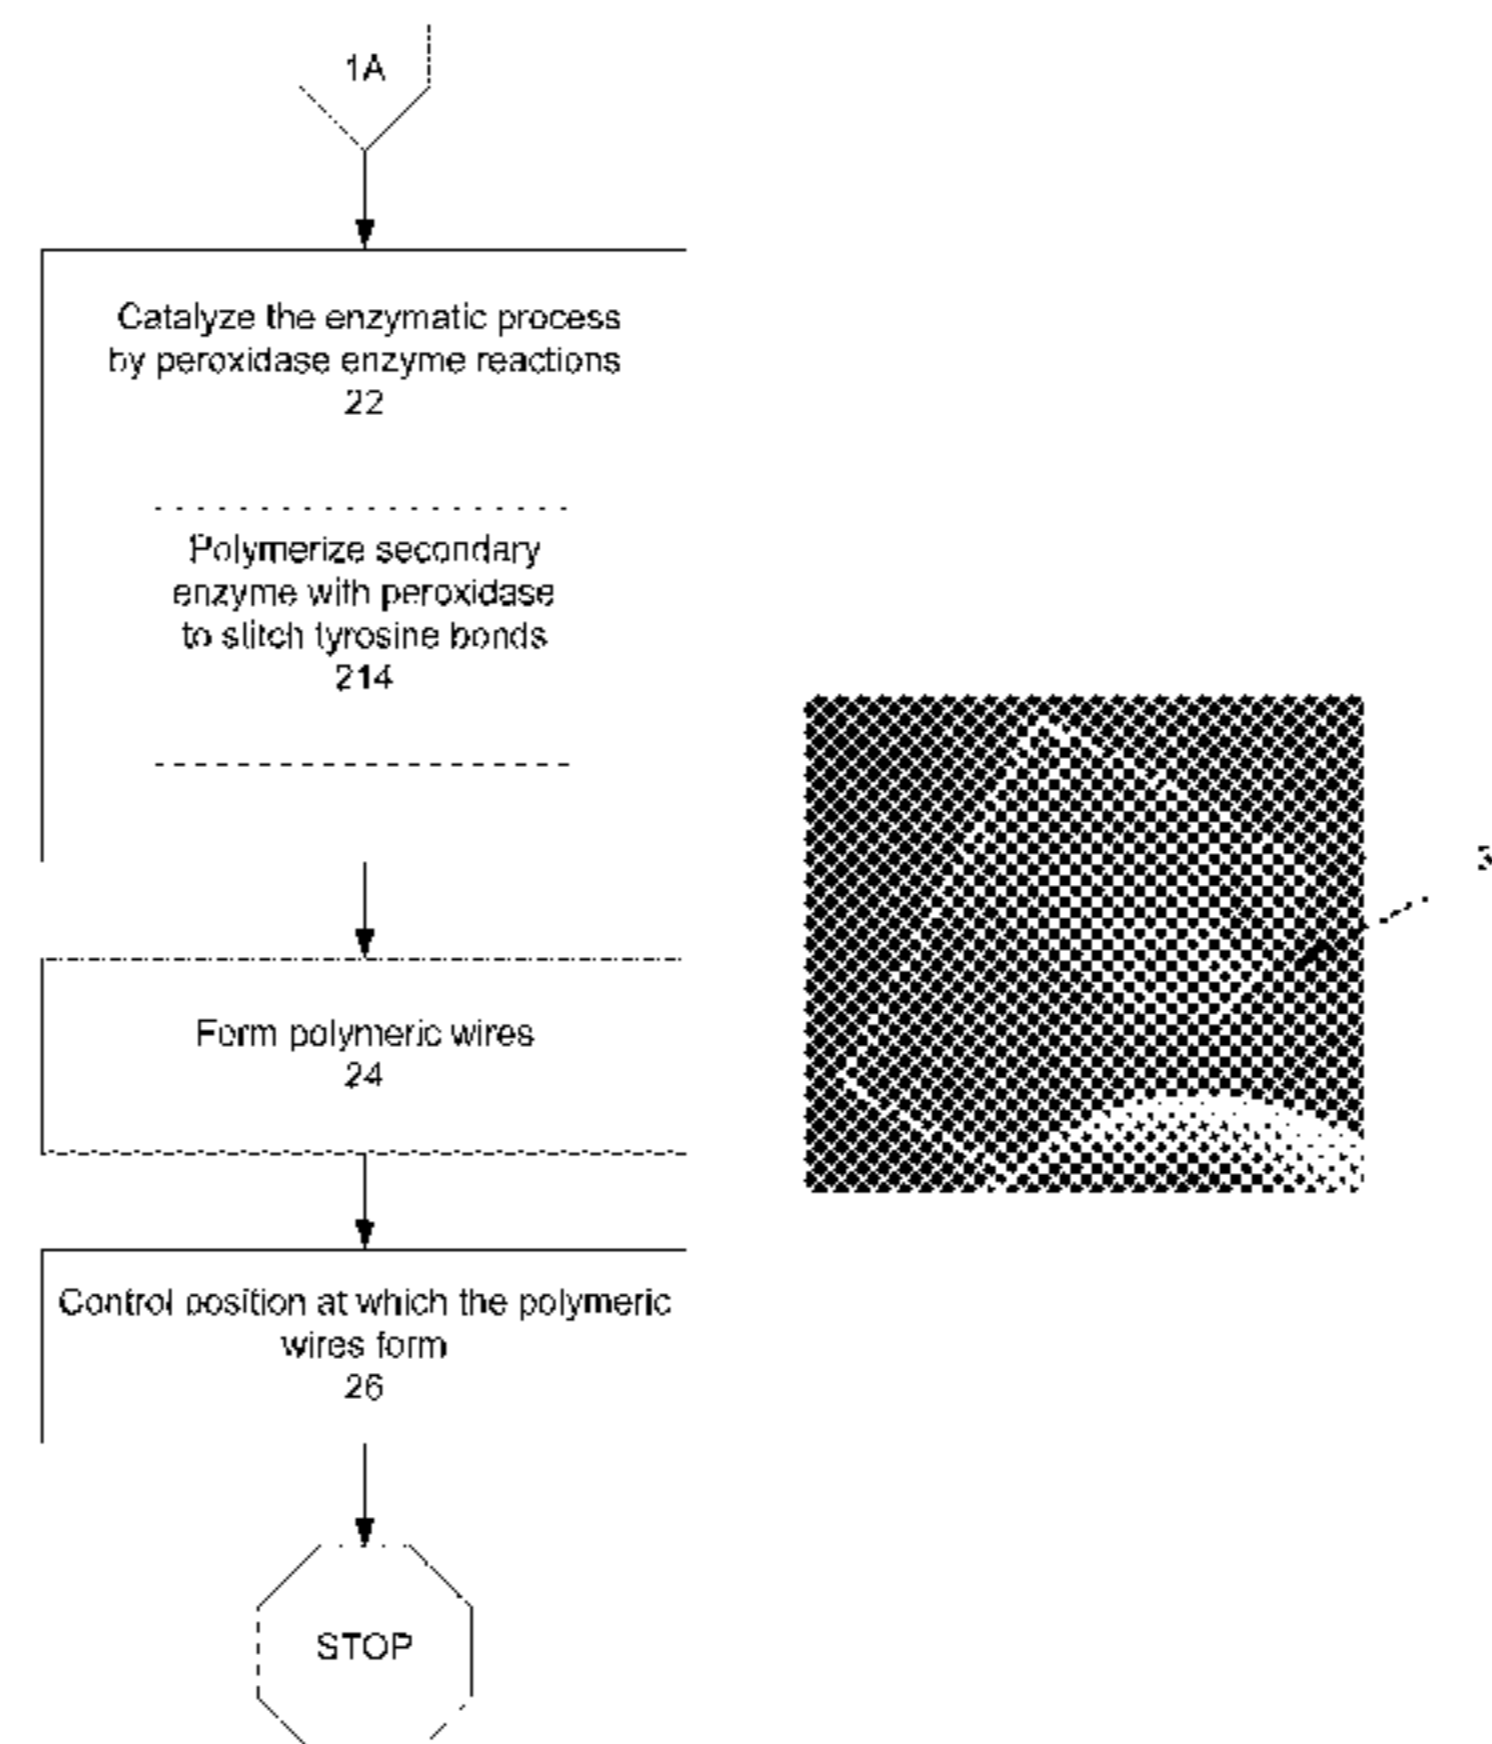 1A
Catalyze the enzymatic process
by peroxidase enzyme reactions
22
Polymerize secondary
enzyme with peroxidase
to stitch tyrosine bonds
214
Form polymeric wires
24
Control position at which the polymeric
wires form
26
STOP